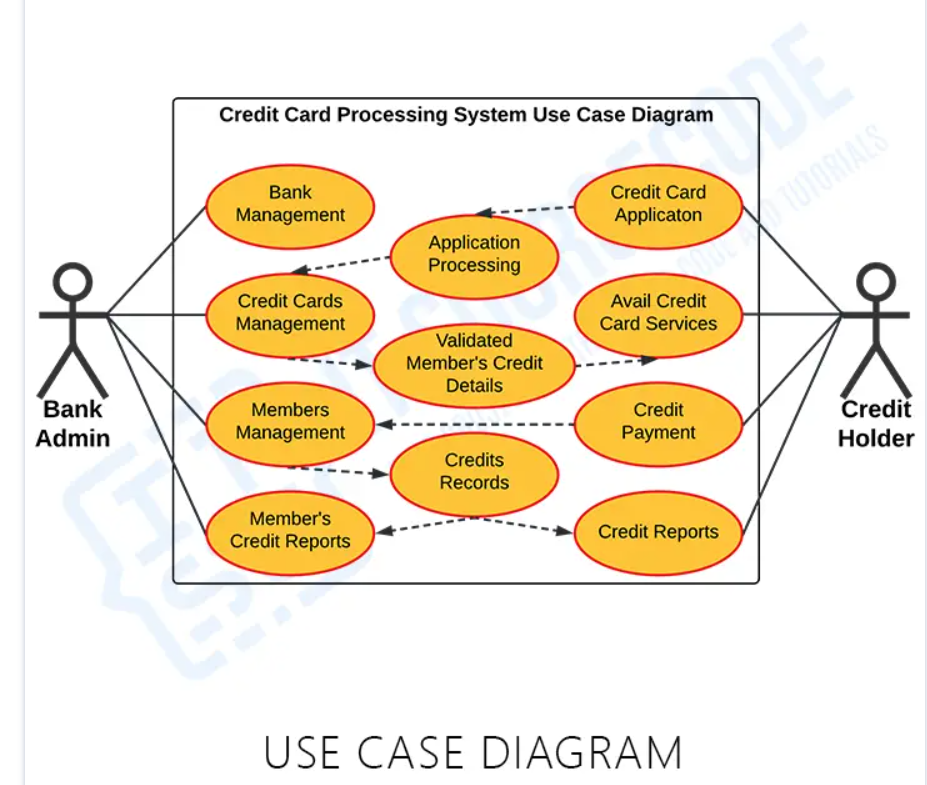 Credit Card Processing System Use Case Diagram
Bank
Management
Credit Card
Applicaton
Application
Processing
Credit Cards
Management
Avail Credit
Card Services
Validated
Member's Credit
Details
Members
Management
Credit
Payment
Credits
Records
Member's
Credit Reports
Credit Reports
Bank
Admin
Credit
Holder
USE CASE DIAGRAM